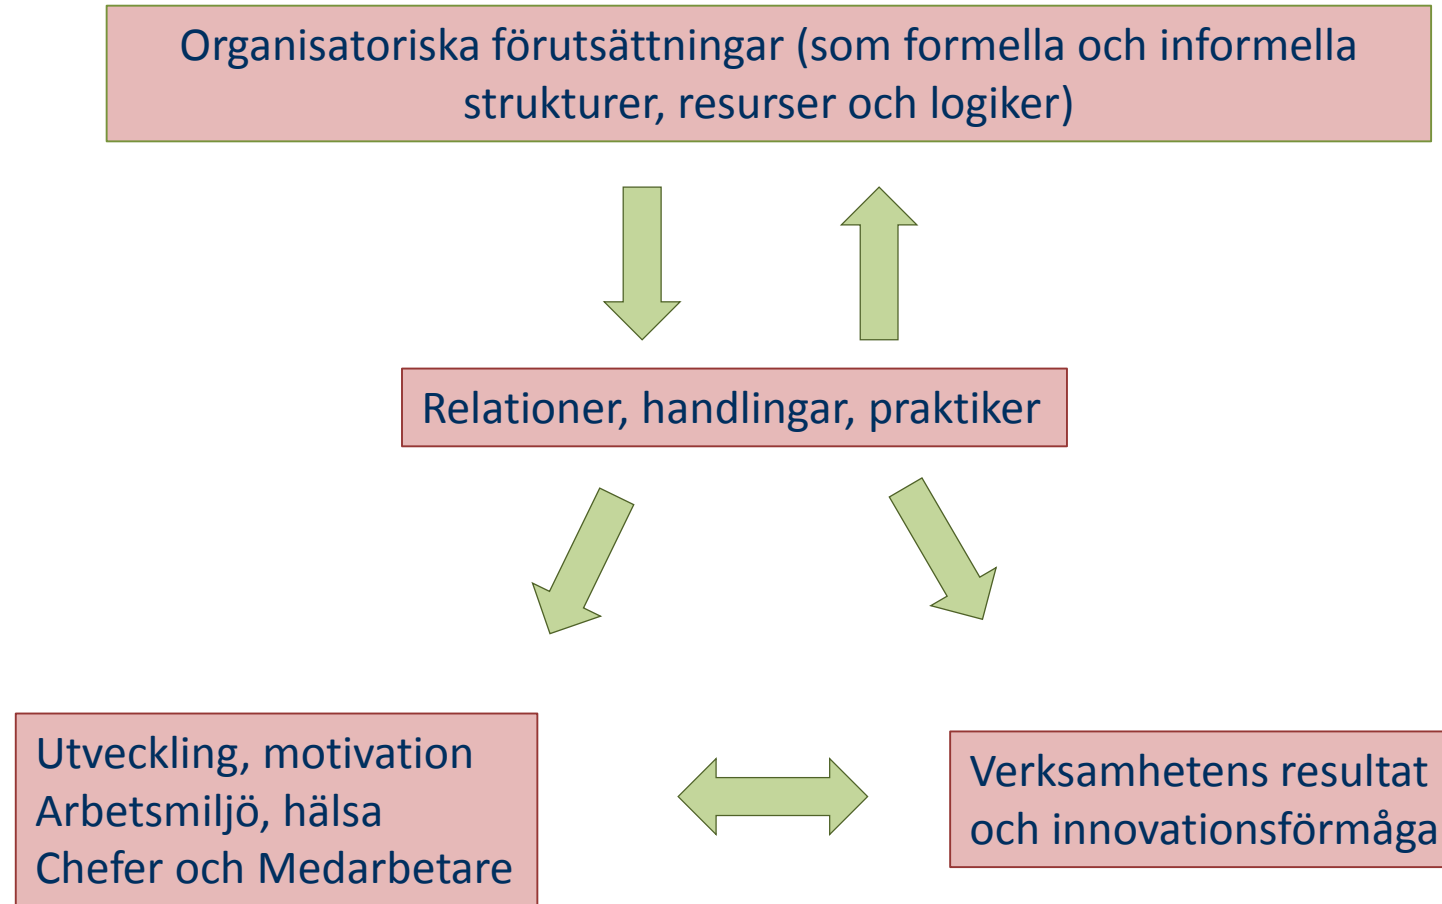 Organisatoriska förutsättningar (som formella och informella
strukturer, resurser och logiker)
Relationer, handlingar, praktiker
Utveckling, motivation
Arbetsmiljö, hälsa
Chefer och Medarbetare
Verksamhetens resultat
och innovationsförmåga